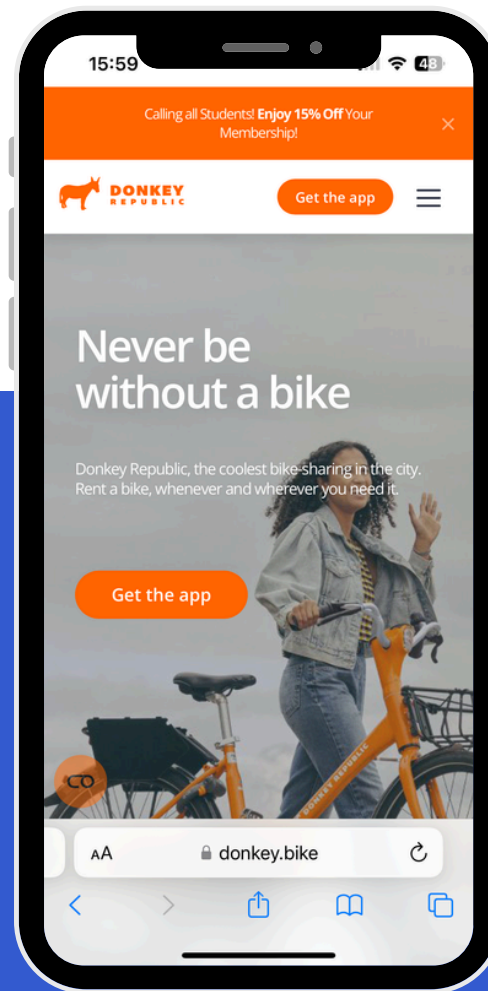 15:59
48
Calling all Students! Enjoy 15% Off Your
Membership!
DONKEY
REPUBLIC
Get the app
Never be
without a bike
Donkey Republic, the coolest bike-sharing in the city.
Rent a bike, whenever and wherever you need it.
Get the app
DONKEY REPUBLIC
AA
donkey.bike